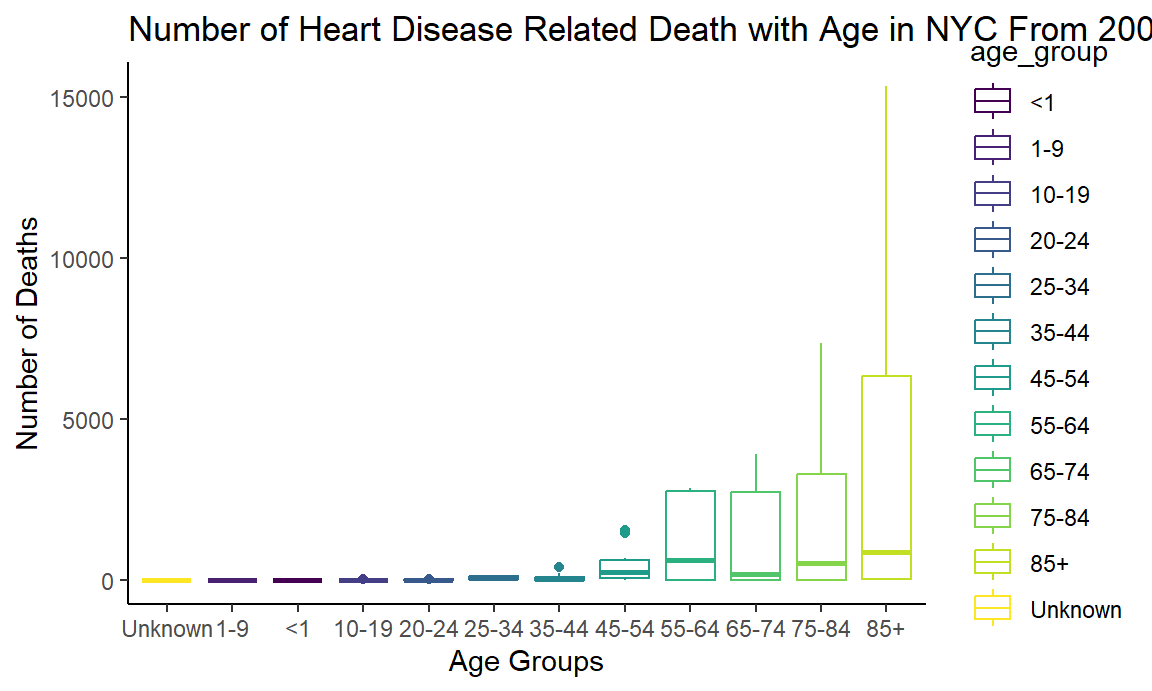 Number of Heart Disease Related Death with Age in NYC From 200
age_group
<1
1-9
10-19
20-24
25-34
35-44
45-54
55-64
65-74
75-84
85+
Unknown
Number of Deaths
15000
10000
5000
0
Unknown 1-9 <1 10-19 20-24 25-34 35-44 45-54 55-64 65-74 75-84 85+
Age Groups